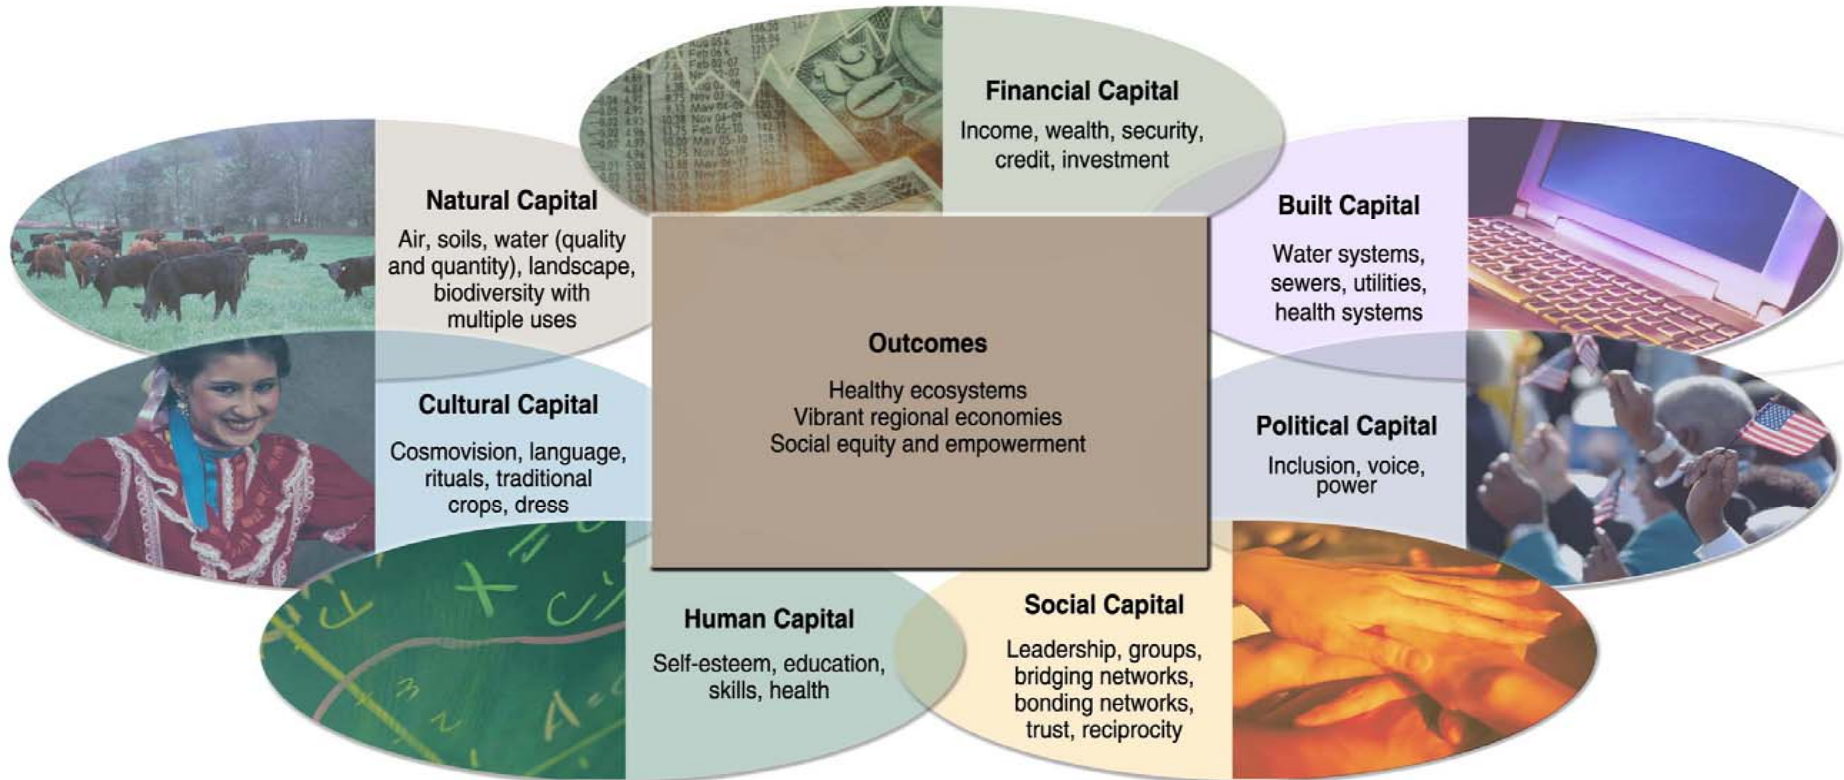 Financial Capital
Income, wealth, security,
credit, investment
Natural Capital
Air, soils, water (quality
and quantity), landscape,
biodiversity with
multiple uses
Built Capital
Water systems,
sewers, utilities,
health systems
Outcomes
Healthy ecosystems
Vibrant regional economies
Social equity and empowerment
Cultural Capital
Cosmovision, language,
rituals, traditional
crops, dress
Political Capital
Inclusion, voice,
power
Human Capital
Self-esteem, education,
skills, health
Social Capital
Leadership, groups,
bridging networks,
bonding networks,
trust, reciprocity